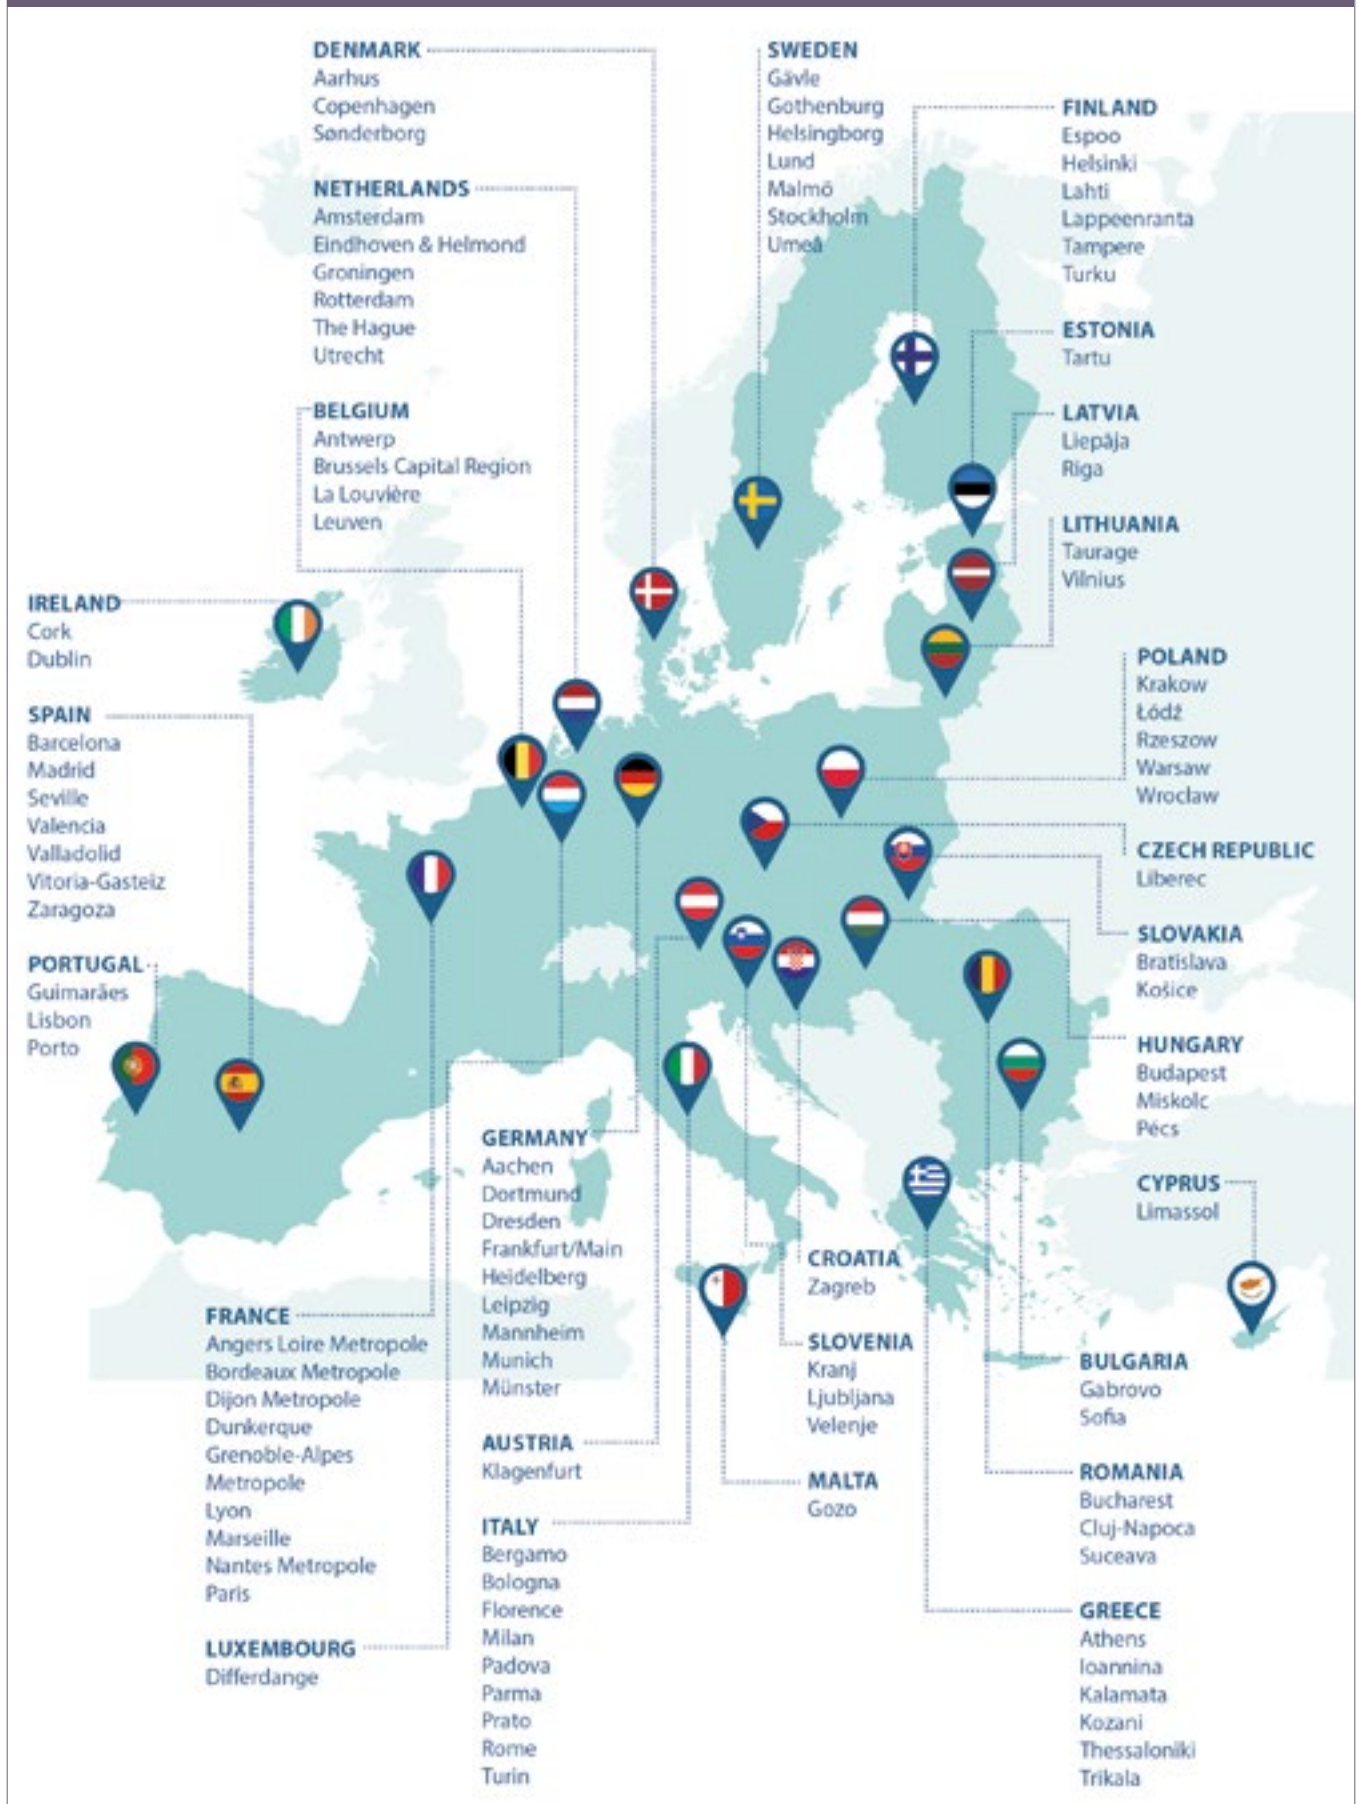 DENMARK
Aarhus
Copenhagen
Sønderborg
NETHERLANDS
Amsterdam
Eindhoven & Helmond
Groningen
Rotterdam
The Hague
Utrecht
BELGIUM
Antwerp
Brussels Capital Region
La Louvière
Leuven
IRELAND
Cork
Dublin
SPAIN
Barcelona
Madrid
Seville
Valencia
Valladolid
Vitoria-Gasteiz
Zaragoza
PORTUGAL
Guimarães
Lisbon
Porto
SWEDEN
Gävle
Gothenburg
Helsingborg
Lund
Malmö
Stockholm
Umeå
FINLAND
Espoo
Helsinki
Lahti
Lappeenranta
Tampere
Turku
ESTONIA
Tartu
LATVIA
Liepāja
Riga
LITHUANIA
Taurage
Vilnius
POLAND
Krakow
Łódź
Rzeszow
Warsaw
Wrocław
CZECH REPUBLIC
Liberec
SLOVAKIA
Bratislava
Košice
HUNGARY
Budapest
Miskolc
Pécs
CYPRUS
Limassol
FRANCE
Angers Loire Metropole
Bordeaux Metropole
Dijon Metropole
Dunkerque
Grenoble-Alpes
Metropole
Lyon
Marseille
Nantes Metropole
Paris
LUXEMBOURG
Differdange
GERMANY
Aachen
Dortmund
Dresden
Frankfurt/Main
Heidelberg
Leipzig
Mannheim
Munich
Münster
AUSTRIA
Klagenfurt
ITALY
Bergamo
Bologna
Florence
Milan
Padova
Parma
Prato
Rome
Turin
CROATIA
Zagreb
SLOVENIA
Kranj
Ljubljana
Velenje
MALTA
Gozo
BULGARIA
Gabrovo
Sofia
ROMANIA
Bucharest
Cluj-Napoca
Suceava
GREECE
Athens
Ioannina
Kalamata
Kozani
Thessaloniki
Trikala